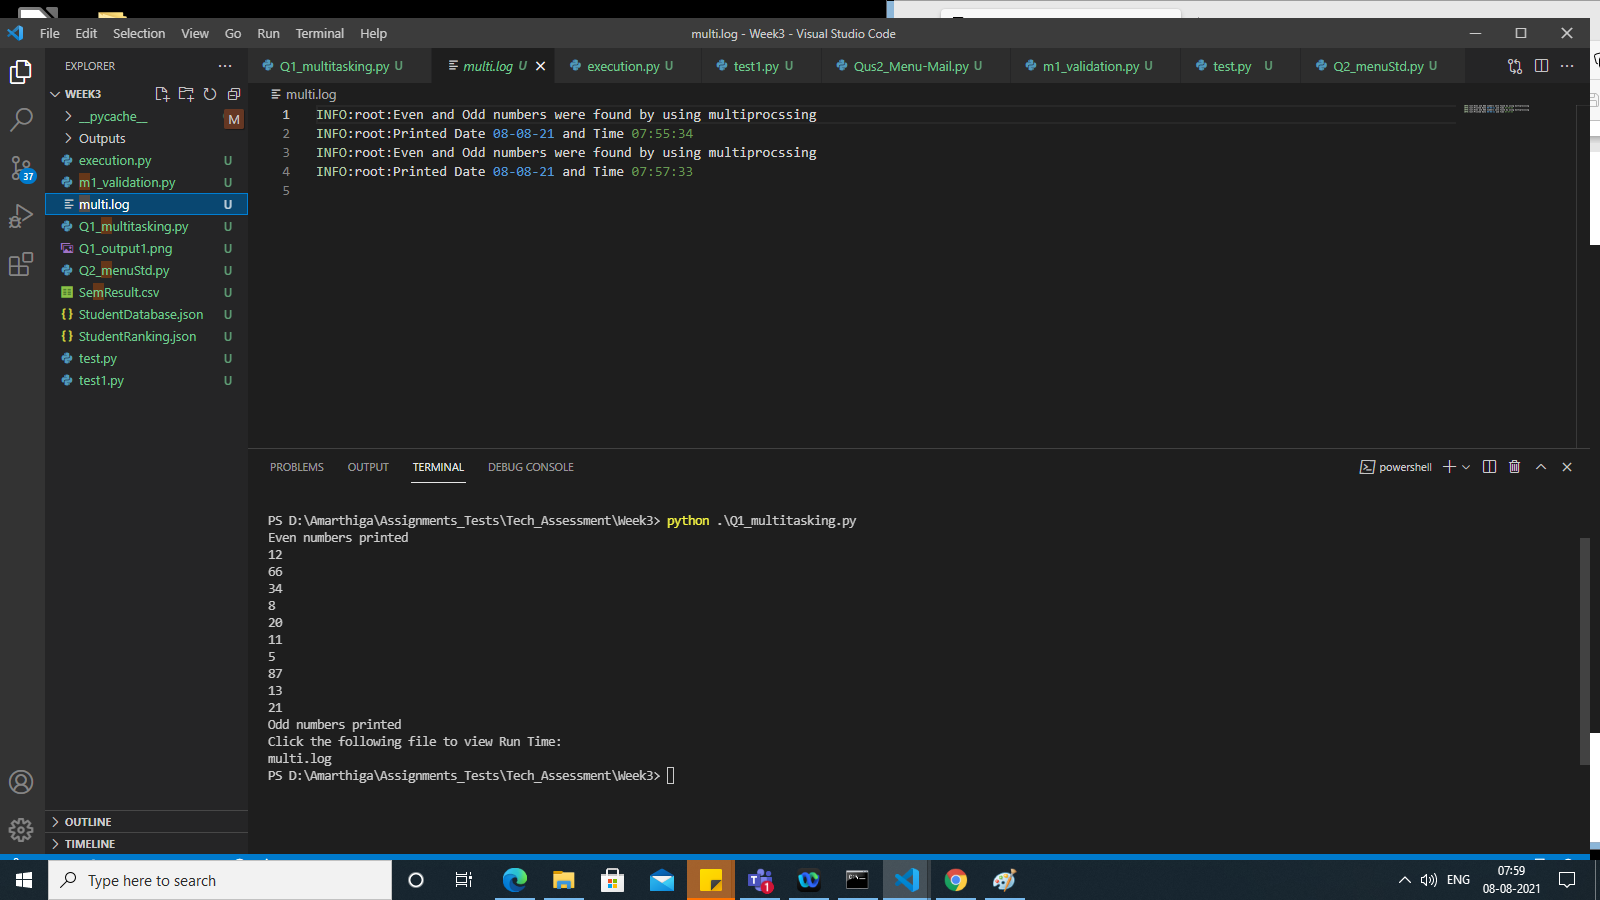 File Edit Selection View Go Run Terminal Help
multi.log - Week3 - Visual Studio Code
EXPLORER
Q1_multitasking.py U
multi.log U
execution.py U
test1.py U
Qus2_Menu-Mail.py U
m1_validation.py U
test.py U
Q2_menuStd.py U
WEEK3
__pycache__
M
Outputs
execution.py U
m1_validation.py U
multi.log U
Q1_multitasking.py U
Q1_output1.png U
Q2_menuStd.py U
SemResult.csv U
StudentDatabase.json U
StudentRanking.json U
test.py U
test1.py U
37
OUTLINE
TIMELINE
multi.log
1 INFO:root:Even and Odd numbers were found by using multiprocssing
2 INFO:root:Printed Date 08-08-21 and Time 07:55:34
3 INFO:root:Even and Odd numbers were found by using multiprocssing
4 INFO:root:Printed Date 08-08-21 and Time 07:57:33
5
PROBLEMS OUTPUT TERMINAL DEBUG CONSOLE
powershell
PS D:\Amarthiga\Assignments_Tests\Tech_Assessment\Week3> python .\Q1_multitasking.py
Even numbers printed
12
66
34
8
20
11
5
87
13
21
Odd numbers printed
Click the following file to view Run Time:
multi.log
PS D:\Amarthiga\Assignments_Tests\Tech_Assessment\Week3>
Type here to search
1
ENG
07:59
08-08-2021